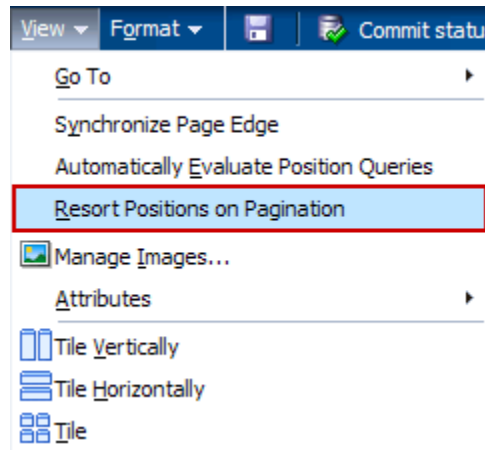 View Format Commit statu
Go To
Synchronize Page Edge
Automatically Evaluate Position Queries
Resort Positions on Pagination
Manage Images...
Attributes
Tile Vertically
Tile Horizontally
Tile